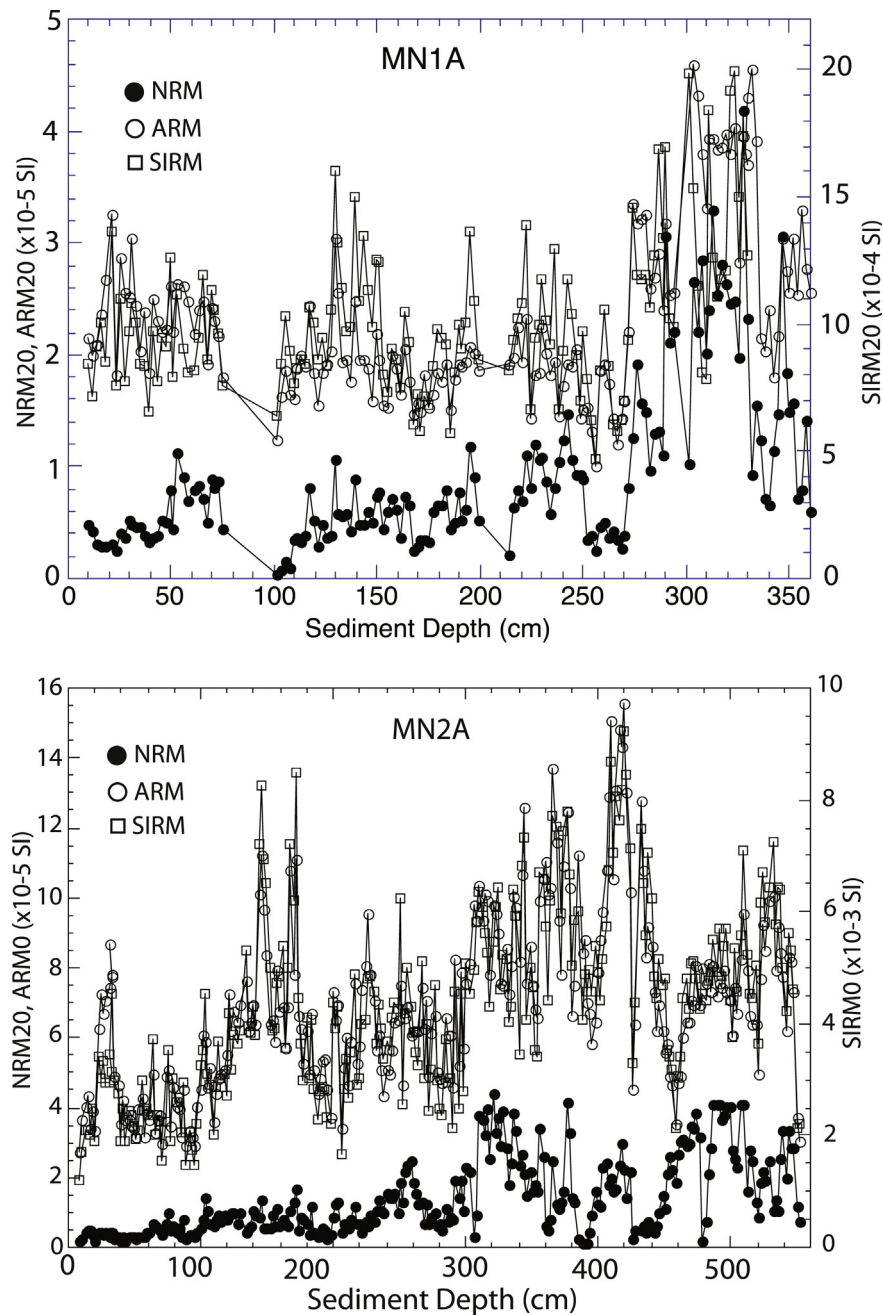 MN1A
NRM
ARM
SIRM
NRM20, ARM20 (x10-5 SI)
5
4
3
2
1
0
SIRM20 (x10-4 SI)
20
15
10
5
0
0 50 100 150 200 250 300 350
Sediment Depth (cm)
MN2A
NRM
ARM
SIRM
NRM20, ARM0 (x10-5 SI)
16
14
12
10
8
6
4
2
0
SIRM0 (x10-3 SI)
10
8
6
4
2
0
0 100 200 300 400 500
Sediment Depth (cm)